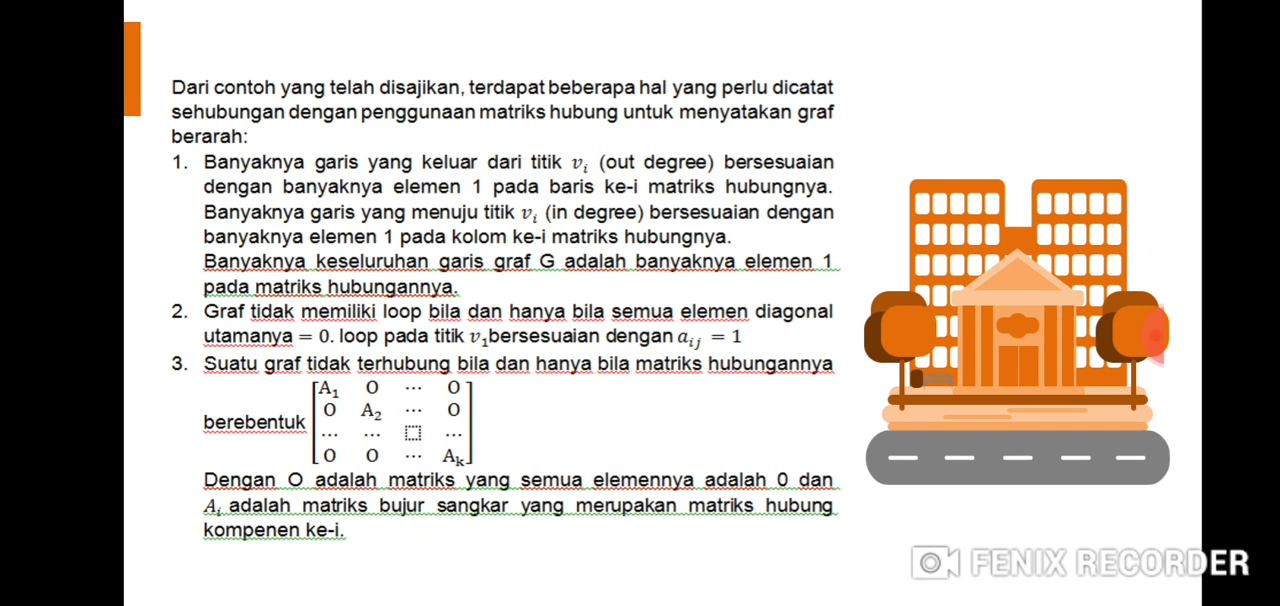 Dari contoh yang telah disajikan, terdapat beberapa hal yang perlu dicatat
sehubungan dengan penggunaan matriks hubung untuk menyatakan graf
berarah:
1. Banyaknya garis yang keluar dari titik vᵢ (out degree) bersesuaian
dengan banyaknya elemen 1 pada baris ke-i matriks hubungnya.
Banyaknya garis yang menuju titik vᵢ (in degree) bersesuaian dengan
banyaknya elemen 1 pada kolom ke-i matriks hubungnya.
Banyaknya keseluruhan garis graf G adalah banyaknya elemen 1
pada matriks hubungannya.
2. Graf tidak memiliki loop bila dan hanya bila semua elemen diagonal
utamanya = 0. loop pada titik v₁bersesuaian dengan aᵢⱼ = 1
3. Suatu graf tidak terhubung bila dan hanya bila matriks hubungannya
A₁ O ⋯ O
O A₂ ⋯ O
berebentuk
⋯ ⋯ ⬚ ⋯
O O ⋯ Aₖ
Dengan O adalah matriks yang semua elemennya adalah 0 dan
Aᵢ adalah matriks bujur sangkar yang merupakan matriks hubung
kompenen ke-i.
FENIX RECORDER